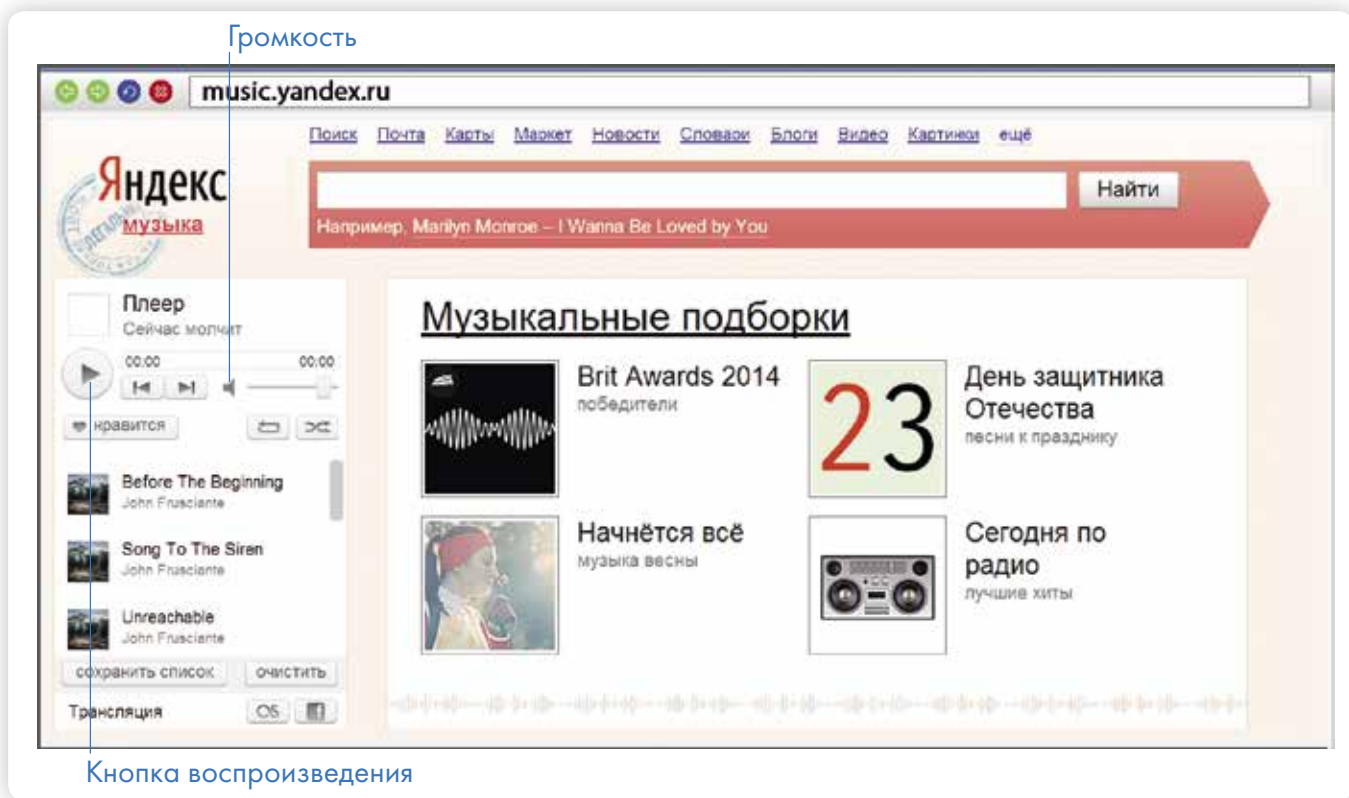 Громкость
music.yandex.ru
Поиск Почта Карты Маркет Новости Словари Блоги Видео Картинки ещё
Яндекс
музыка
Найти
Например, Marilyn Monroe – I Wanna Be Loved by You
Плеер
Сейчас молчит
00:00 00:00
нравится
Before The Beginning
John Frusciante
Song To The Siren
John Frusciante
Unreachable
John Frusciante
сохранить список очистить
Трансляция
Музыкальные подборки
Brit Awards 2014
победители
23
День защитника
Отечества
песни к празднику
Начнётся всё
музыка весны
Сегодня по
радио
лучшие хиты
Кнопка воспроизведения